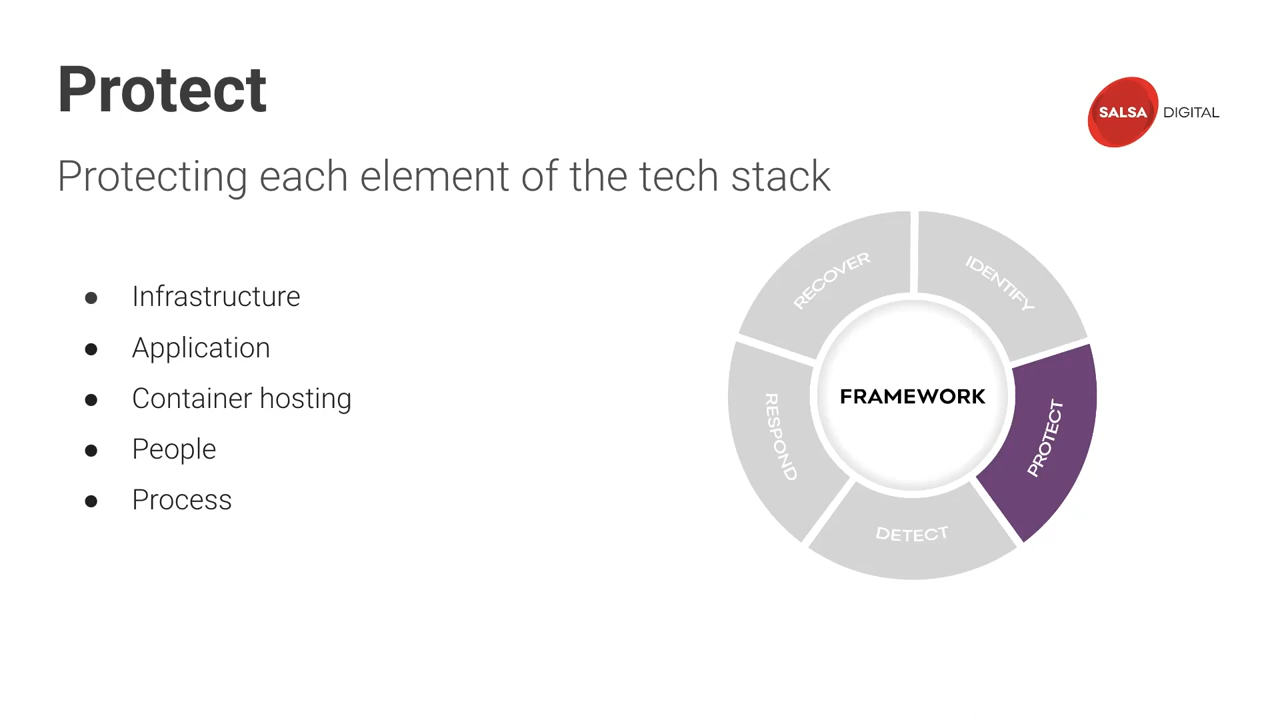 Protect
SALSA DIGITAL
Protecting each element of the tech stack
● Infrastructure
● Application
● Container hosting
● People
● Process
RECOVER
IDENTIFY
FRAMEWORK
RESPOND
PROTECT
DETECT